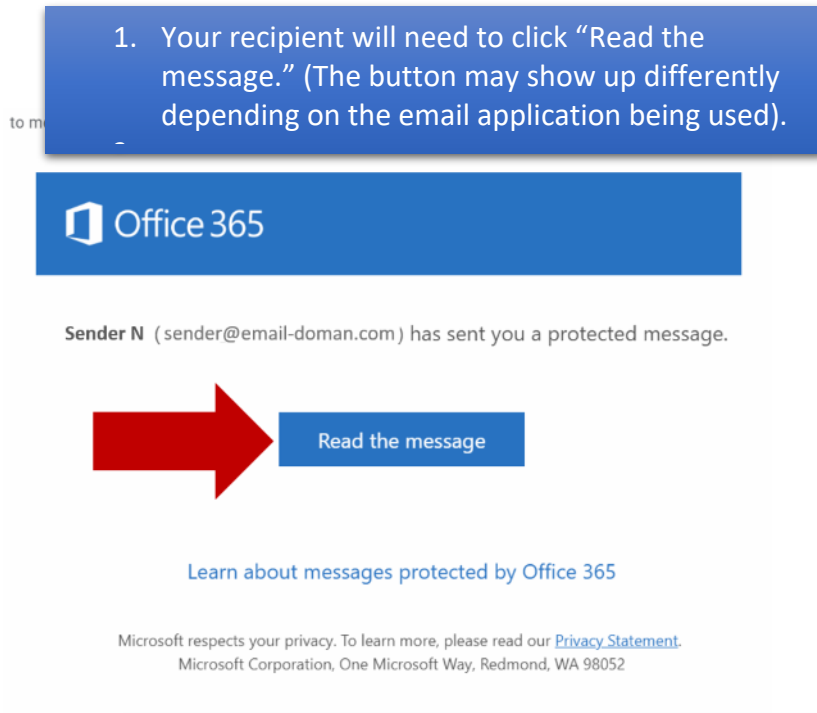 1. Your recipient will need to click “Read the
message.” (The button may show up differently
depending on the email application being used).
to
Office 365
Sender N (sender@email-doman.com) has sent you a protected message.
Read the message
Learn about messages protected by Office 365
Microsoft respects your privacy. To learn more, please read our Privacy Statement.
Microsoft Corporation, One Microsoft Way, Redmond, WA 98052